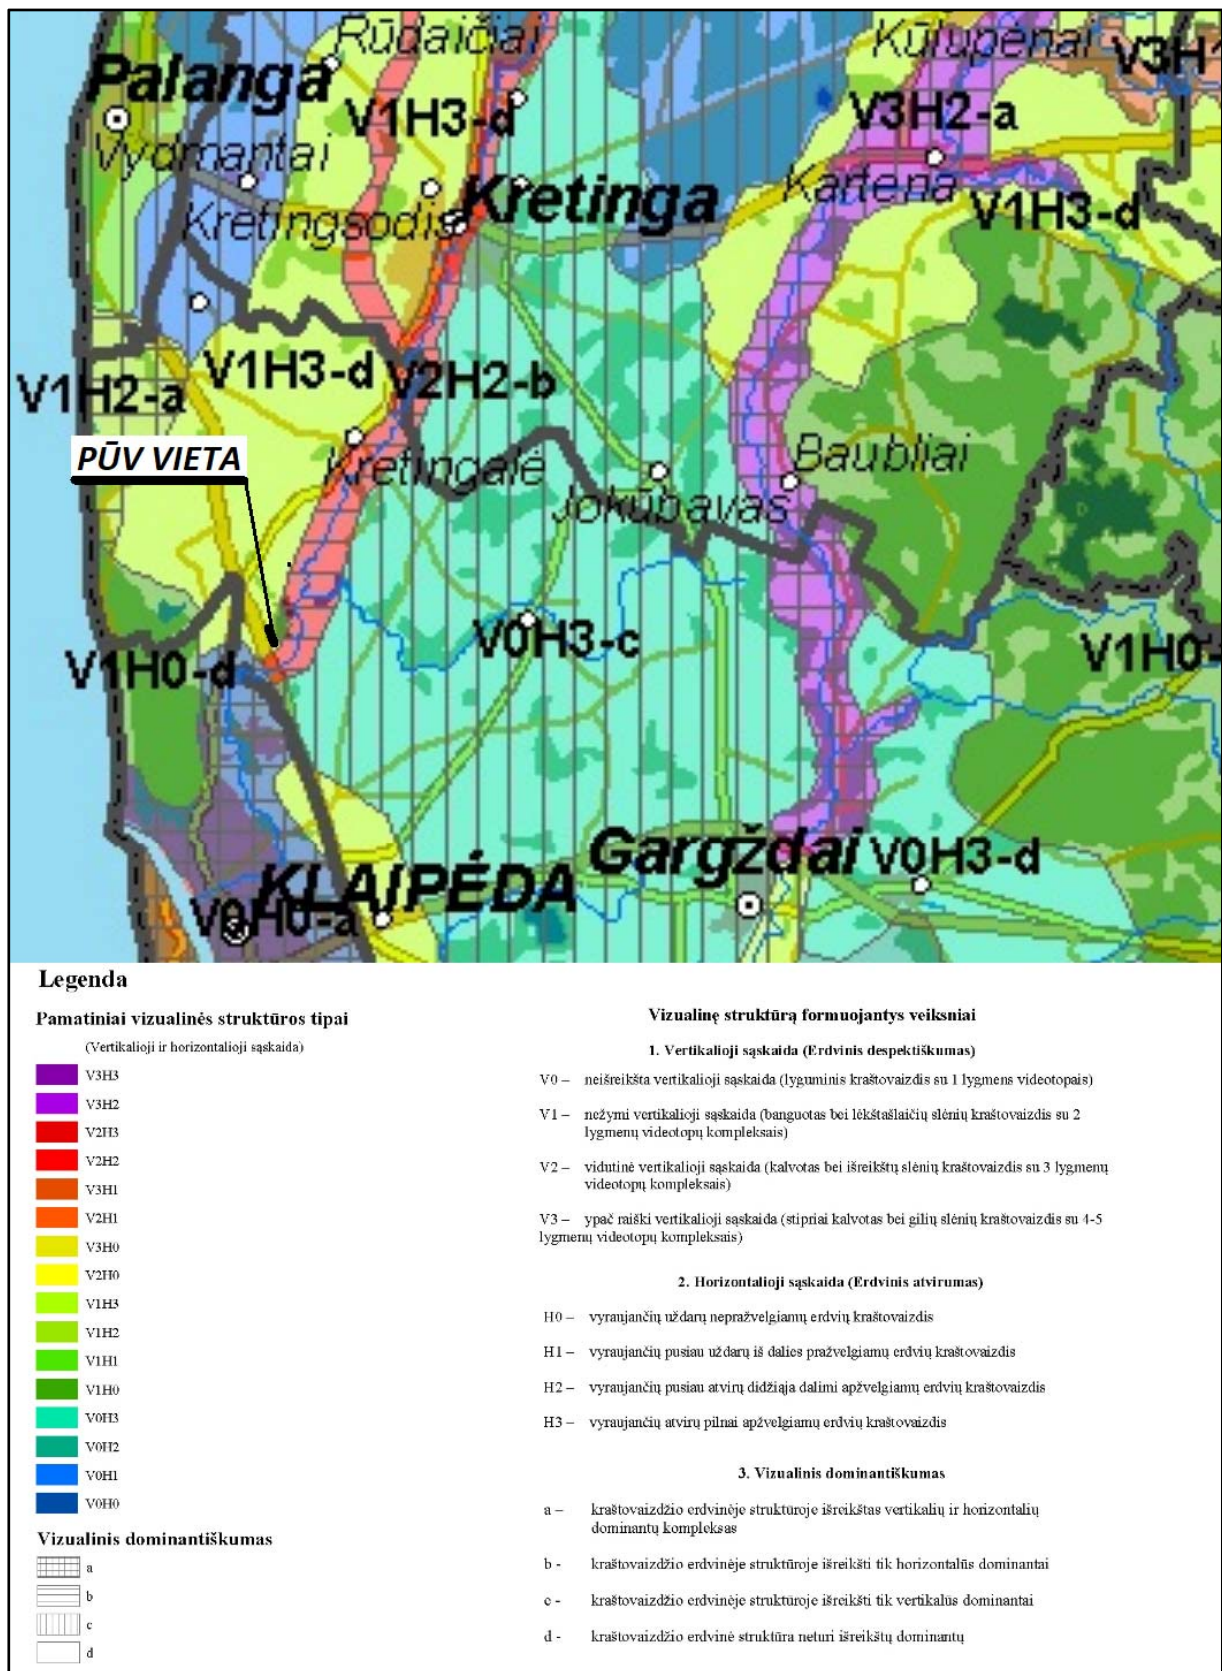 Rūdaičiai
Kūlupėnai
V3H
Palanga
V1H3-d
V3H2-a
Vydmantai
Kartena
Kretinga
Kretingsodis
V1H3-d
V1H3-d
V2H2-b
V1H2-a
PŪV VIETA
Kretingalė
Baubliai
Jokūbavas
V0H3-c
V1H0-d
V1H0-
Gargždai
V0H3-d
KLAIPĖDA
V0H0-a
Legenda
Pamatiniai vizualinės struktūros tipai
(Vertikalioji ir horizontalioji sąskaida)
V3H3
V3H2
V2H3
V2H2
V3H1
V2H1
V3H0
V2H0
V1H3
V1H2
V1H1
V1H0
V0H3
V0H2
V0H1
V0H0
Vizualinis dominantiškumas
a
b
c
d
Vizualinę struktūrą formuojantys veiksniai
1. Vertikalioji sąskaida (Erdvinis despektiškumas)
V0 – neišreikšta vertikalioji sąskaida (lyguminis kraštovaizdis su 1 lygmens videotopais)
V1 – nežymi vertikalioji sąskaida (banguotas bei lėkštašlaičių slėnių kraštovaizdis su 2
lygmenų videotopų kompleksais)
V2 – vidutinė vertikalioji sąskaida (kalvotas bei išreikštų slėnių kraštovaizdis su 3 lygmenų
videotopų kompleksais)
V3 – ypač raiški vertikalioji sąskaida (stipriai kalvotas bei gilių slėnių kraštovaizdis su 4-5
lygmenų videotopų kompleksais)
2. Horizontalioji sąskaida (Erdvinis atvirumas)
H0 – vyraujančių uždarų nepražvelgiamų erdvių kraštovaizdis
H1 – vyraujančių pusiau uždarų iš dalies pražvelgiamų erdvių kraštovaizdis
H2 – vyraujančių pusiau atvirų didžiąja dalimi apžvelgiamų erdvių kraštovaizdis
H3 – vyraujančių atvirų pilnai apžvelgiamų erdvių kraštovaizdis
3. Vizualinis dominantiškumas
a – kraštovaizdžio erdvinėje struktūroje išreikštas vertikalių ir horizontalių
dominantų kompleksas
b - kraštovaizdžio erdvinėje struktūroje išreikšti tik horizontalūs dominantai
c - kraštovaizdžio erdvinėje struktūroje išreikšti tik vertikalūs dominantai
d - kraštovaizdžio erdvinė struktūra neturi išreikštų dominantų